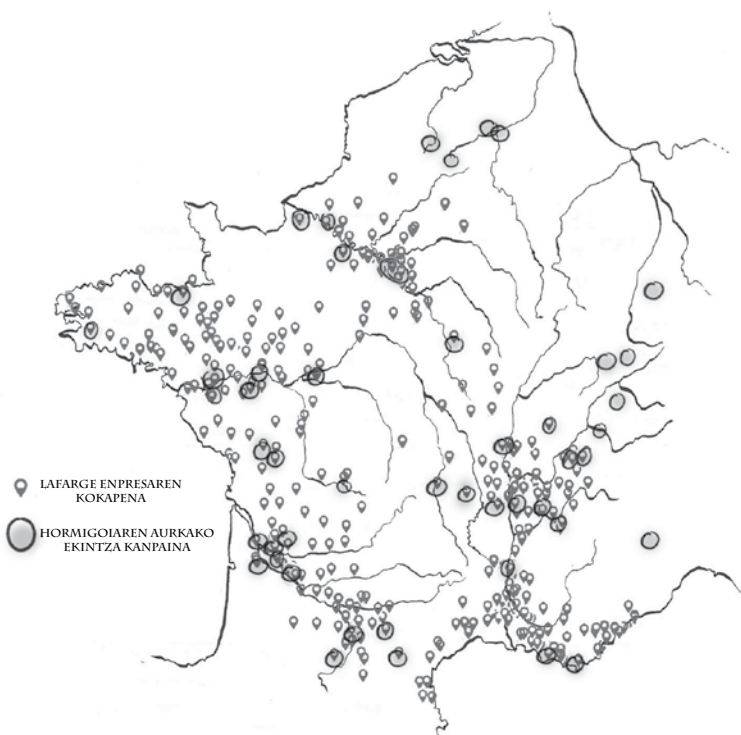 LAFARGE ENPRESAREN
KOKAPENA
HORMIGOIAREN AURKAKO
EKINTZA KANPAINA